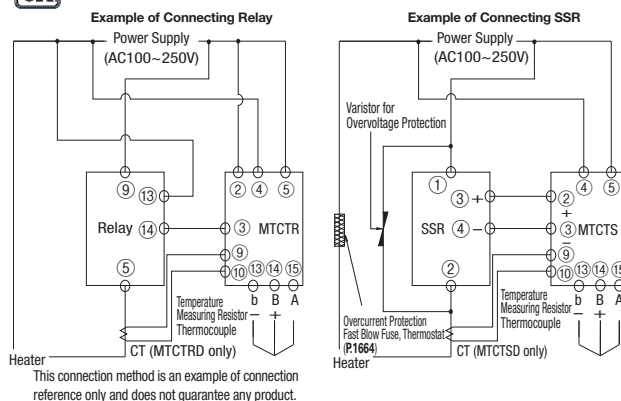 Example of Connecting Relay
Power Supply
(AC100~250V)
⑨
⑬
②
④
⑤
Relay
⑭
③
MTCTR
⑨
⑤
⑩
⑬
⑭
⑮
b
B
A
Temperature
Measuring Resistor
− +
Thermocouple
Heater
CT (MTCTRD only)
This connection method is an example of connection
reference only and does not guarantee any product.
Example of Connecting SSR
Power Supply
(AC100~250V)
Varistor for
Overvoltage Protection
①
④
⑤
③ +
②
+
SSR
④ −
③
MTCTS
−
⑨
②
⑩
⑬
⑭
b
B
A
Temperature
Measuring Resistor
− +
Thermocouple
Overcurrent Protection
Fast Blow Fuse, Thermostat
(P.1664)
Heater
CT (MTCTSD only)